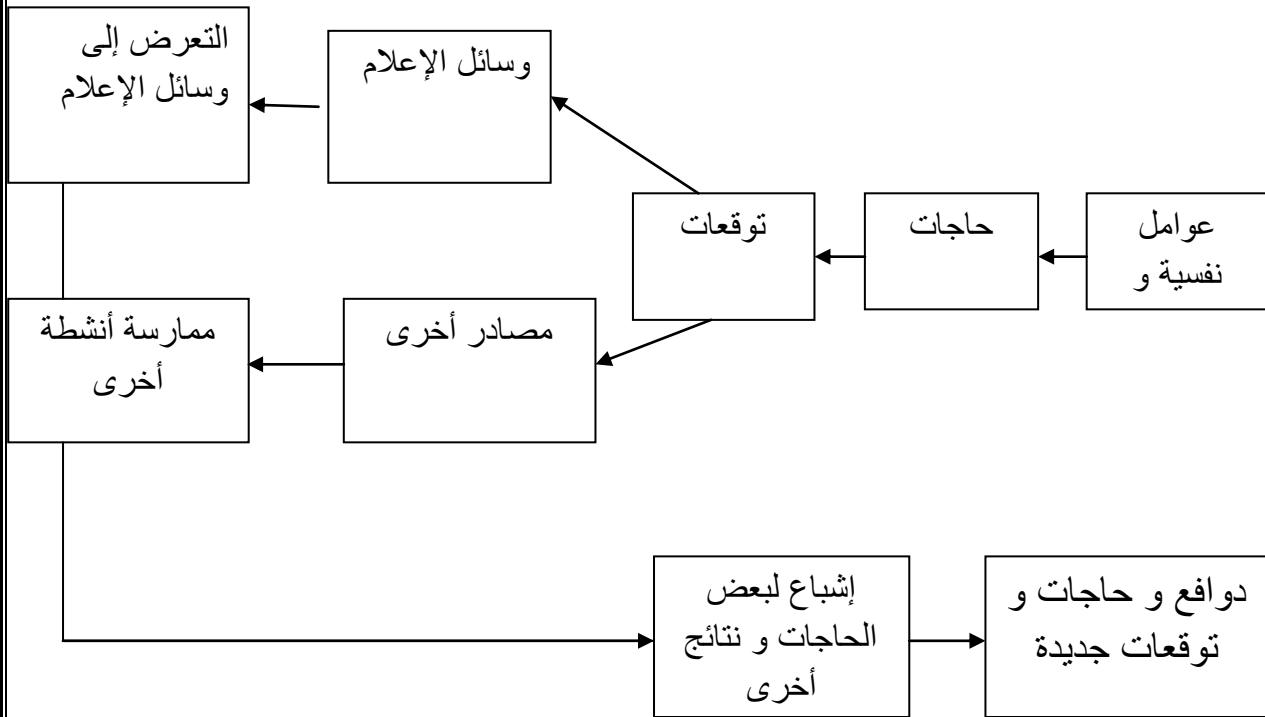 التعرض إلى
وسائل الإعلام
وسائل الإعلام
توقعات
حاجات
عوامل
نفسية و
مصادر أخرى
ممارسة أنشطة
أخرى
إشباع لبعض
الحاجات و نتائج
أخرى
دوافع و حاجات و
توقعات جديدة